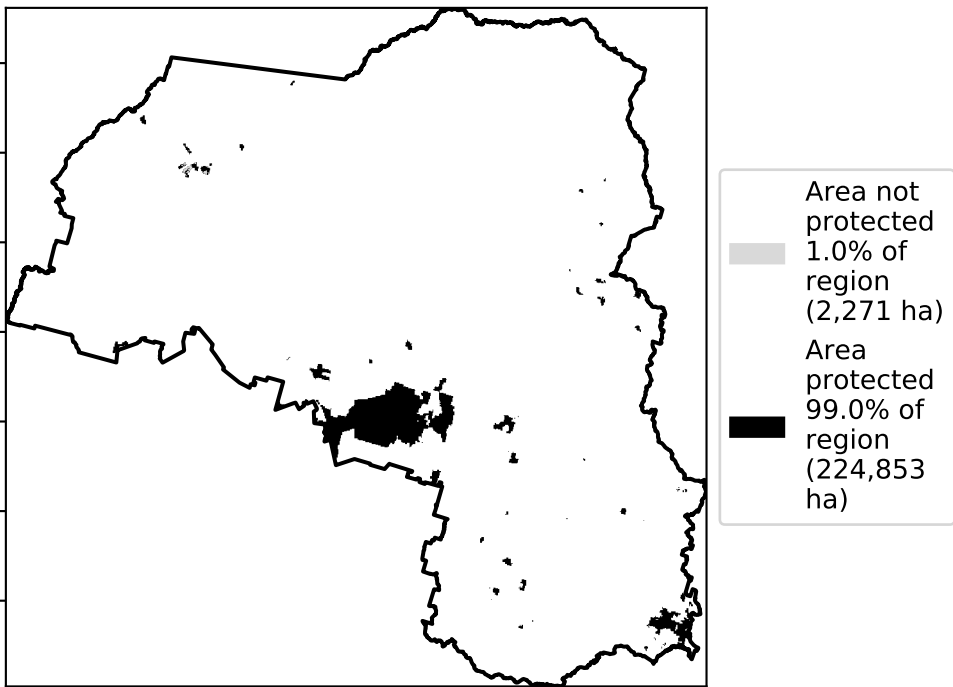 Area not
protected
1.0% of
region
(2,271 ha)
Area
protected
99.0% of
region
(224,853
ha)